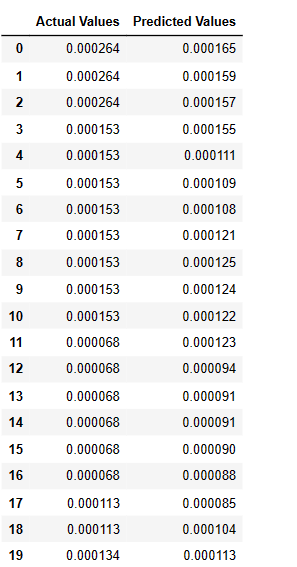 Actual Values Predicted Values
0 0.000264 0.000165
1 0.000264 0.000159
2 0.000264 0.000157
3 0.000153 0.000155
4 0.000153 0.000111
5 0.000153 0.000109
6 0.000153 0.000108
7 0.000153 0.000121
8 0.000153 0.000125
9 0.000153 0.000124
10 0.000153 0.000122
11 0.000068 0.000123
12 0.000068 0.000094
13 0.000068 0.000091
14 0.000068 0.000091
15 0.000068 0.000090
16 0.000068 0.000088
17 0.000113 0.000085
18 0.000113 0.000104
19 0.000134 0.000113